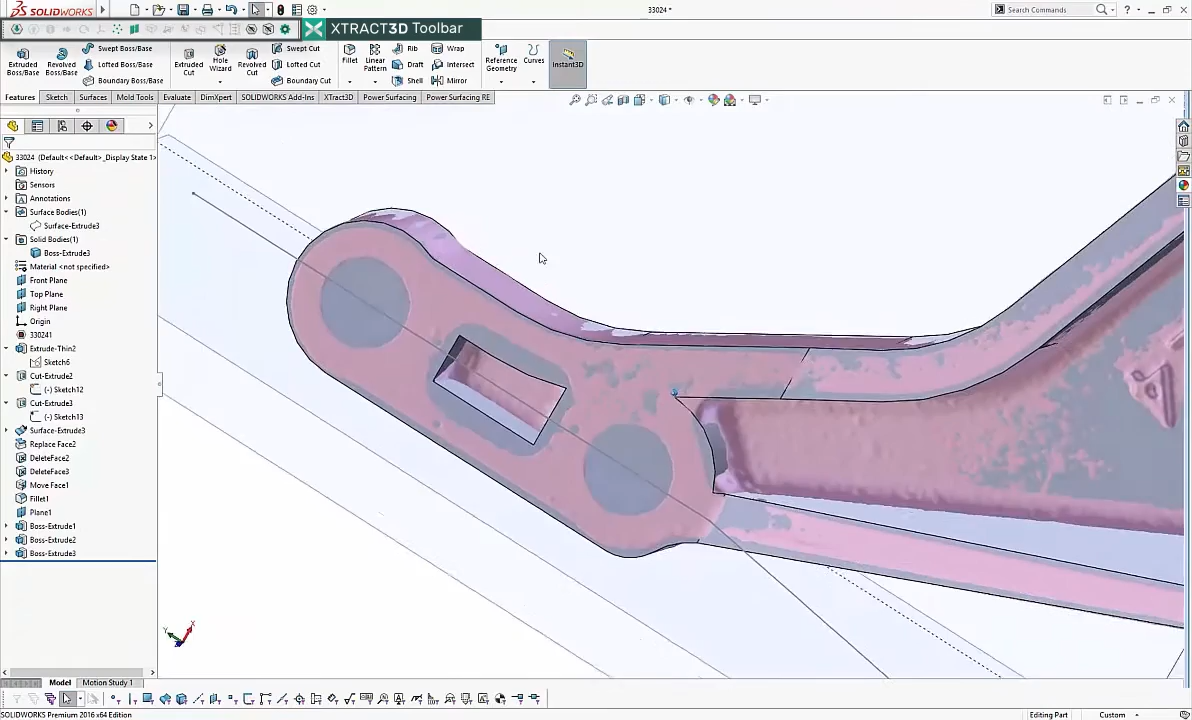 SOLIDWORKS
33024 *
Search Commands
XTRACT3D Toolbar
Extruded Boss/Base
Revolved Boss/Base
Swept Boss/Base
Lofted Boss/Base
Boundary Boss/Base
Extruded Cut
Hole Wizard
Revolved Cut
Swept Cut
Lofted Cut
Boundary Cut
Fillet
Linear Pattern
Rib
Draft
Shell
Wrap
Intersect
Mirror
Reference Geometry
Curves
Instant3D
Features
Sketch
Surfaces
Mold Tools
Evaluate
DimXpert
SOLIDWORKS Add-Ins
XTract3D
Power Surfacing
Power Surfacing RE
33024 (Default<<Default>_Display State 1>
History
Sensors
Annotations
Surface Bodies(1)
Surface-Extrude3
Solid Bodies(1)
Boss-Extrude3
Material <not specified>
Front Plane
Top Plane
Right Plane
Origin
330241
Extrude-Thin2
Sketch6
Cut-Extrude2
(-) Sketch12
Cut-Extrude3
(-) Sketch13
Surface-Extrude3
Replace Face2
DeleteFace2
DeleteFace3
Move Face1
Fillet1
Plane1
Boss-Extrude1
Boss-Extrude2
Boss-Extrude3
Y
X
Model
Motion Study 1
SOLIDWORKS Premium 2016 x64 Edition
Editing Part
Custom